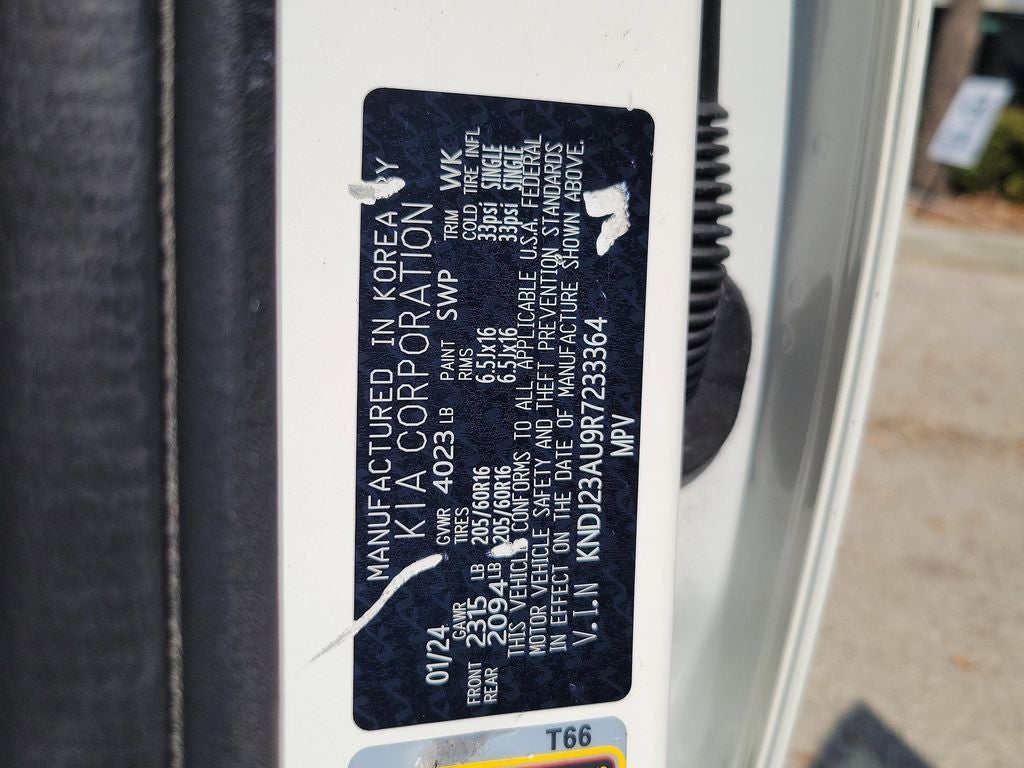 MANUFACTURED IN KOREA BY
KIA CORPORATION
01/24 GVWR 4023 LB PAINT SWP TRIM WK
GAWR TIRES RIMS COLD TIRE INFL
FRONT 2315 LB 205/60R16 6.5Jx16 33psi SINGLE
REAR 2094 LB 205/60R16 6.5Jx16 33psi SINGLE
THIS VEHICLE CONFORMS TO ALL APPLICABLE U.S.A. FEDERAL
MOTOR VEHICLE SAFETY AND THEFT PREVENTION STANDARDS
IN EFFECT ON THE DATE OF MANUFACTURE SHOWN ABOVE.
V.I.N KNDJ23AU9R7233364
MPV
T66